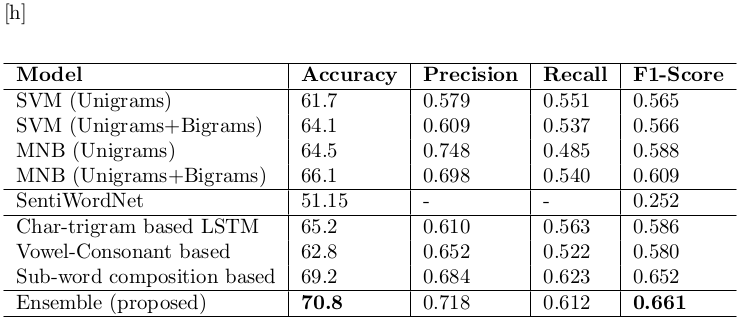 [h]
Model Accuracy Precision Recall F1-Score
SVM (Unigrams) 61.7 0.579 0.551 0.565
SVM (Unigrams+Bigrams) 64.1 0.609 0.537 0.566
MNB (Unigrams) 64.5 0.748 0.485 0.588
MNB (Unigrams+Bigrams) 66.1 0.698 0.540 0.609
SentiWordNet 51.15 - - 0.252
Char-trigram based LSTM 65.2 0.610 0.563 0.586
Vowel-Consonant based 62.8 0.652 0.522 0.580
Sub-word composition based 69.2 0.684 0.623 0.652
Ensemble (proposed) 70.8 0.718 0.612 0.661